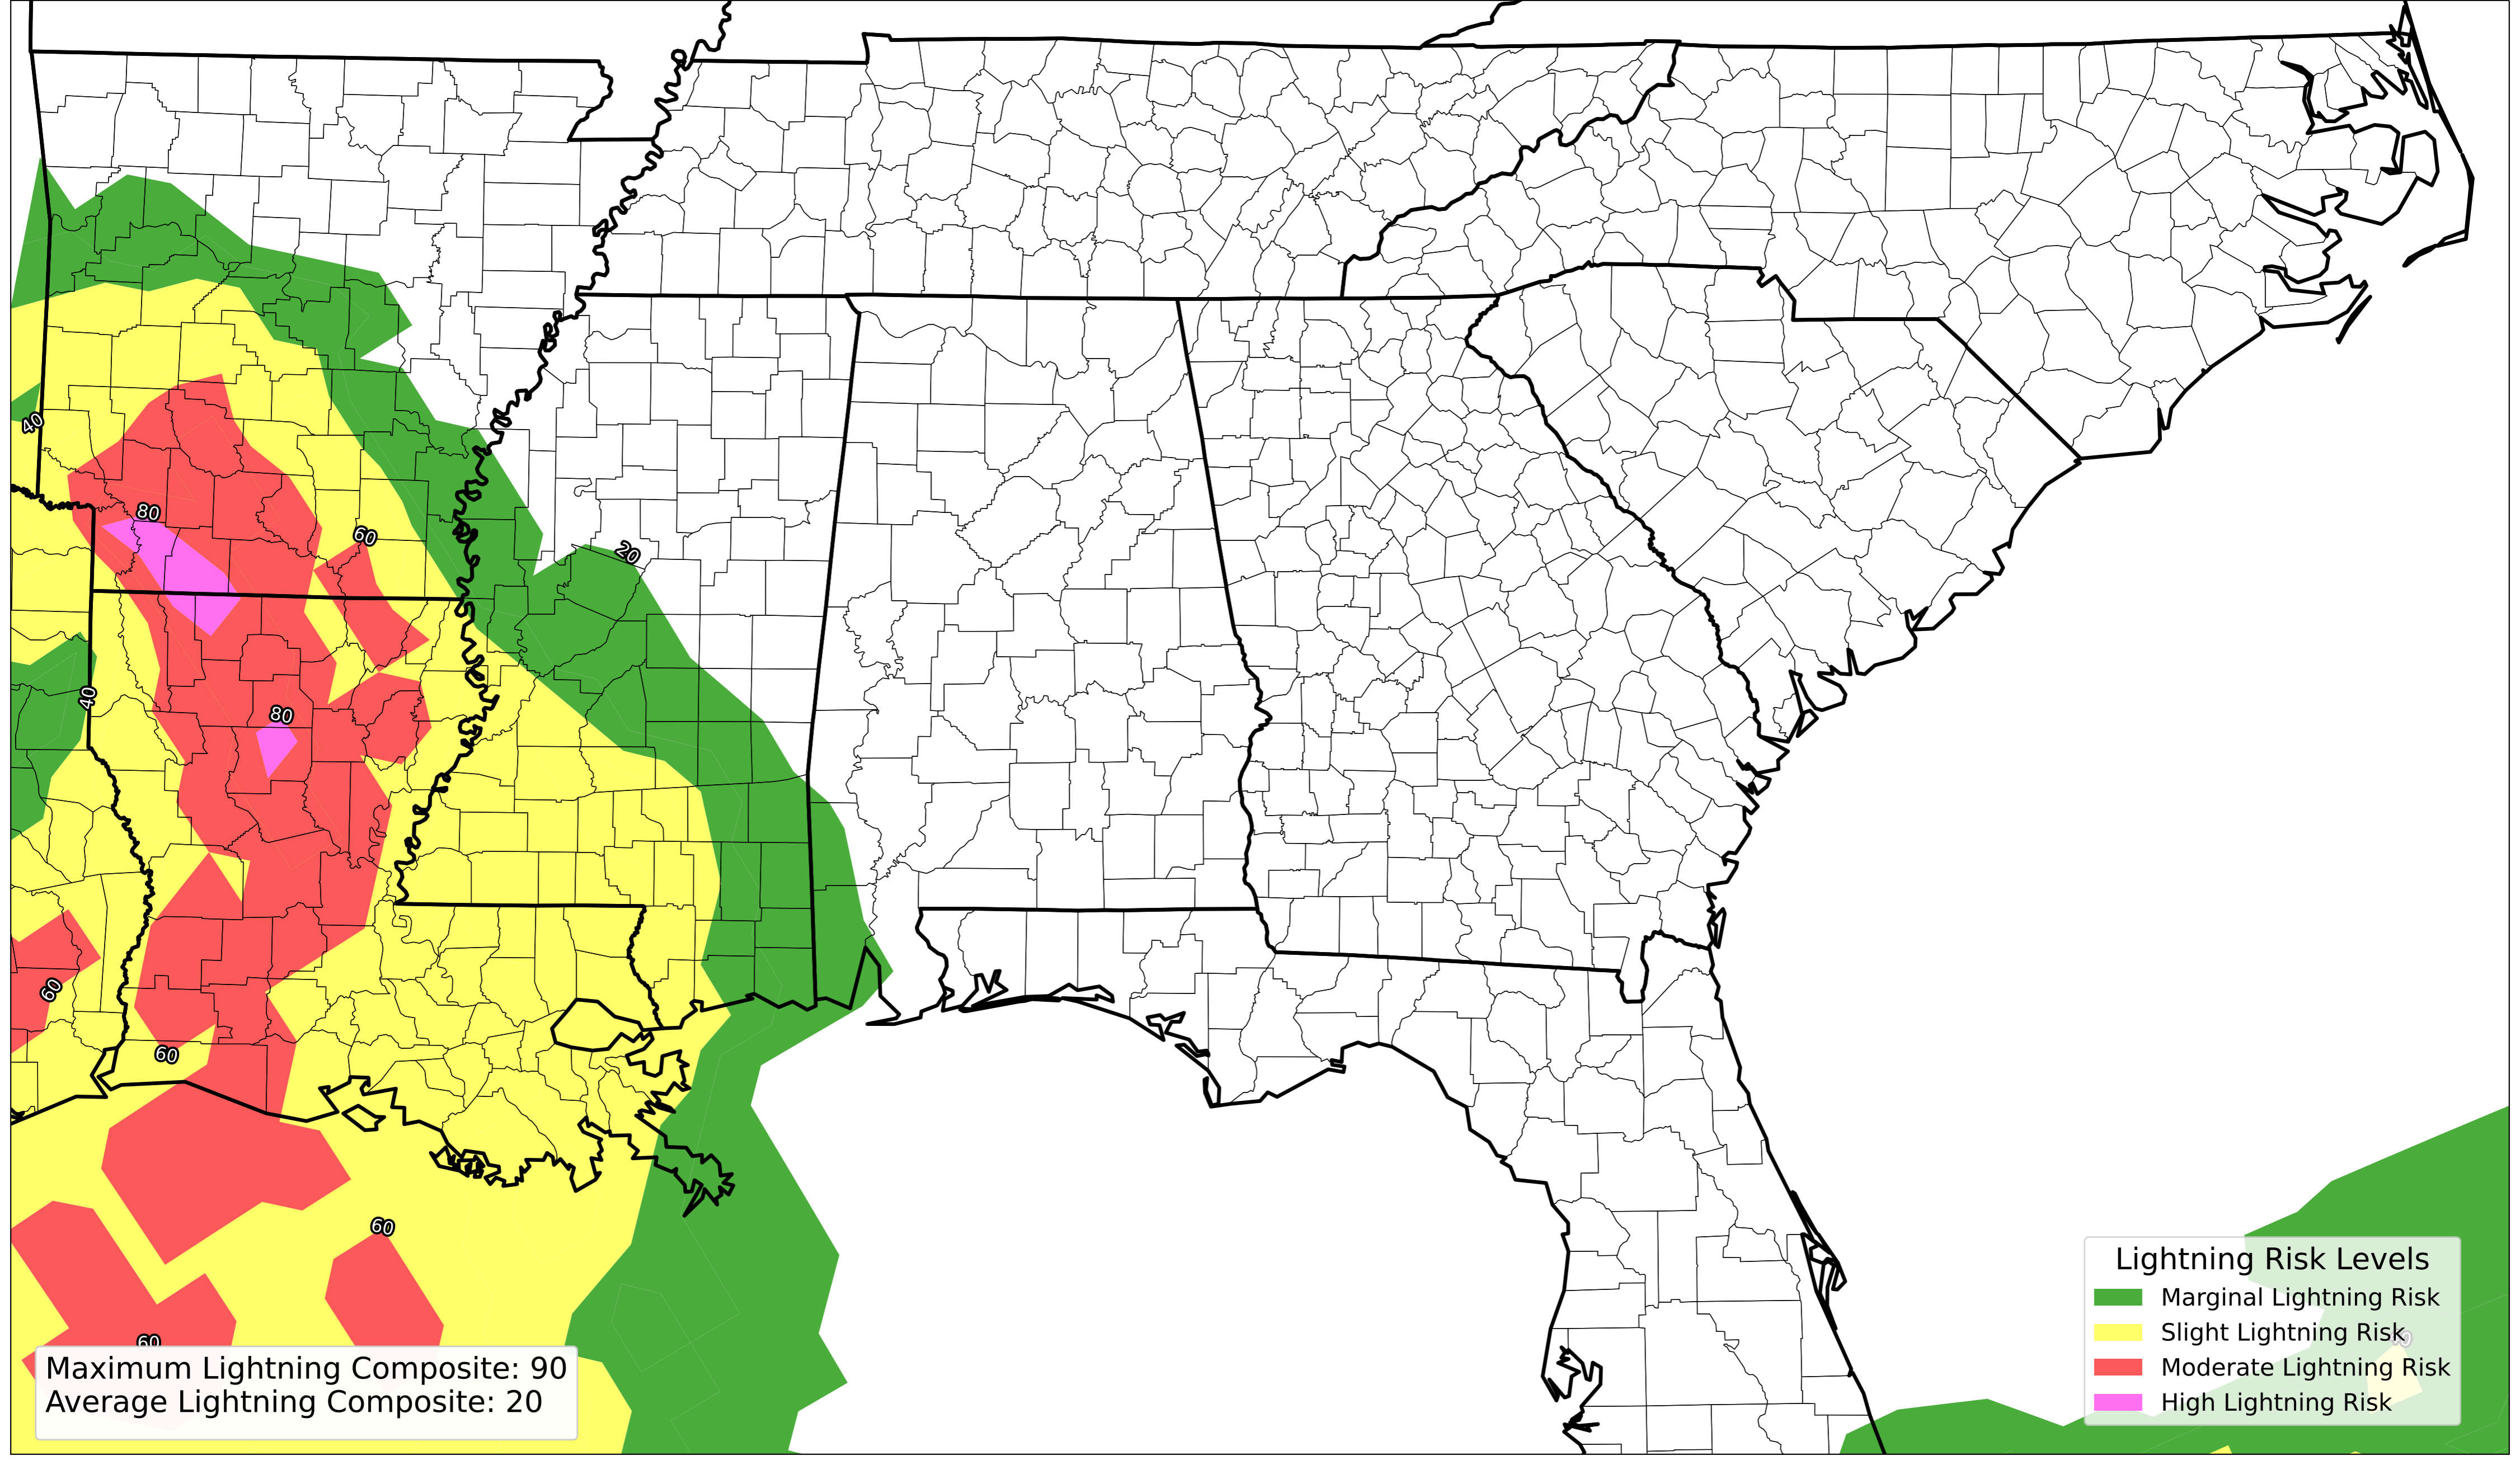 40
80
60
20
40
80
60
60
60
60
Maximum Lightning Composite: 90
Average Lightning Composite: 20
Lightning Risk Levels
Marginal Lightning Risk
Slight Lightning Risk
Moderate Lightning Risk
High Lightning Risk